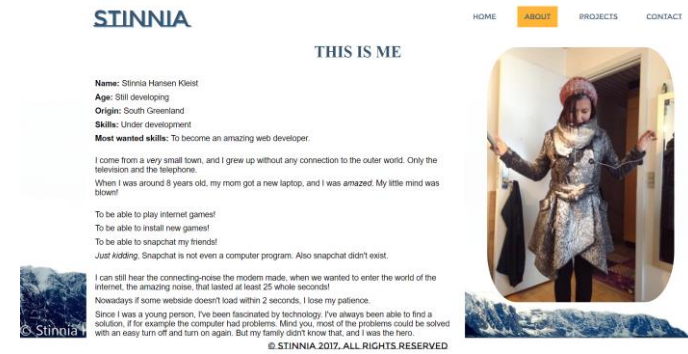 STINNIA
HOME ABOUT PROJECTS CONTACT
THIS IS ME
Name: Stinnia Hansen Kleist
Age: Still developing
Origin: South Greenland
Skills: Under development
Most wanted skills: To become an amazing web developer.
I come from a very small town, and I grew up without any connection to the outer world. Only the
television and the telephone.
When I was around 8 years old, my mom got a new laptop, and I was amazed. My little mind was
blown!
To be able to play internet games!
To be able to install new games!
To be able to snapchat my friends!
Just kidding, Snapchat is not even a computer program. Also snapchat didn't exist.
I can still hear the connecting-noise the modem made, when we wanted to enter the world of the
internet, the amazing noise, that lasted at least 25 whole seconds!
Nowadays if some webside doesn't load within 2 seconds, I lose my patience.
Since I was a young person, I've been fascinated by technology. I've always been able to find a
solution, if for example the computer had problems. Mind you, most of the problems could be solved
with an easy turn off and turn on again. But my family didn't know that, and I was the hero.
© Stinnia
© STINNIA 2017. ALL RIGHTS RESERVED